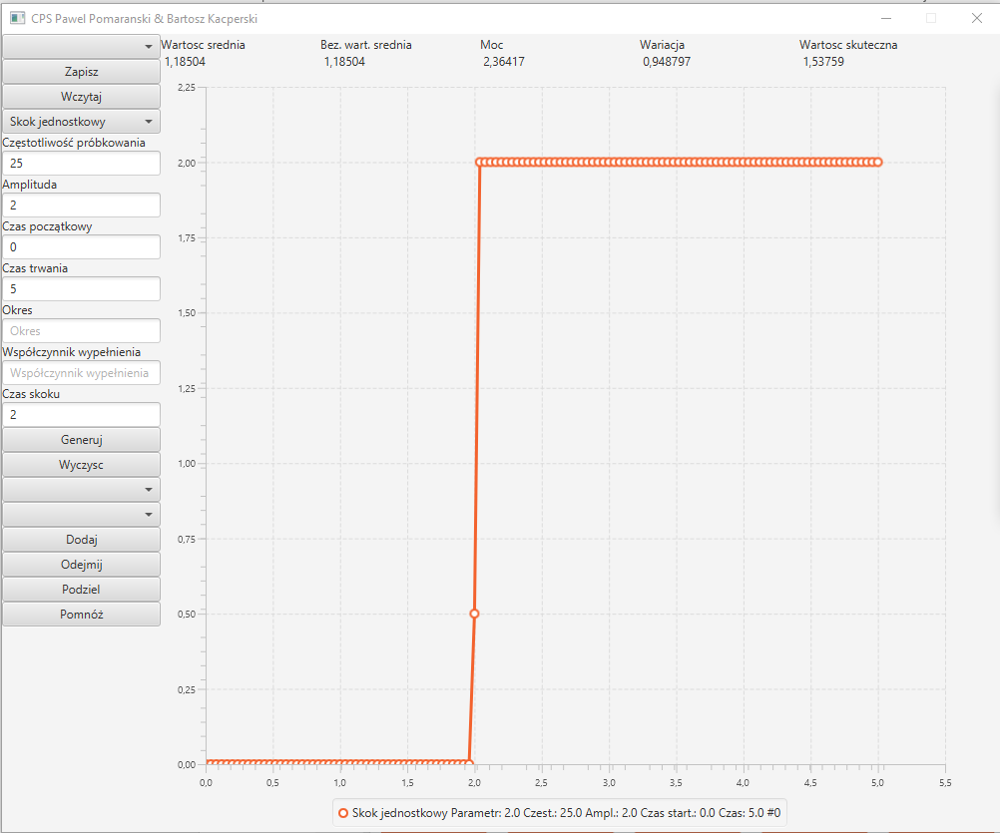 CPS Pawel Pomaranski & Bartosz Kacperski
Wartosc srednia
Bez. wart. srednia
Moc
Wariacja
Wartosc skuteczna
1,18504
1,18504
2,36417
0,948797
1,53759
Zapisz
Wczytaj
Skok jednostkowy
Częstotliwość próbkowania
25
Amplituda
2
Czas początkowy
0
Czas trwania
5
Okres
Okres
Współczynnik wypełnienia
Współczynnik wypełnienia
Czas skoku
2
Generuj
Wyczysc
Dodaj
Odejmij
Podziel
Pomnóż
2,25
2,00
1,75
1,50
1,25
1,00
0,75
0,50
0,25
0,00
0,0 0,5 1,0 1,5 2,0 2,5 3,0 3,5 4,0 4,5 5,0 5,5
Skok jednostkowy Parametr: 2.0 Czest.: 25.0 Ampl.: 2.0 Czas start.: 0.0 Czas: 5.0 #0